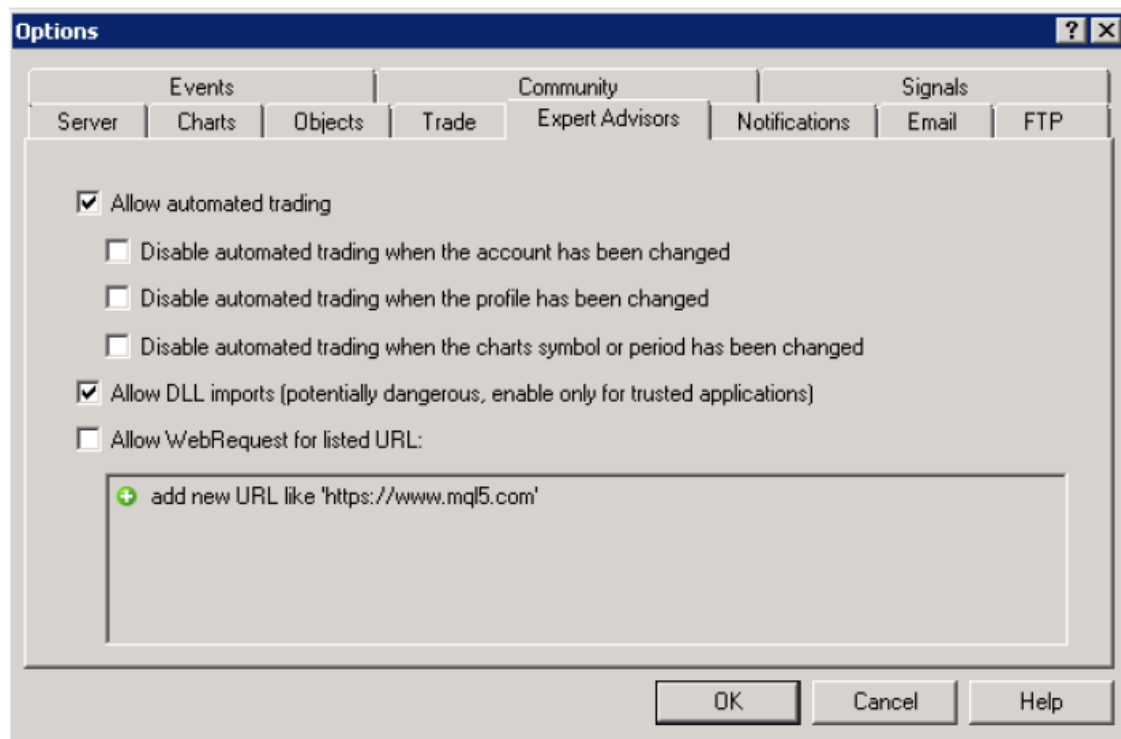 Options
Events Community Signals
Server Charts Objects Trade Expert Advisors Notifications Email FTP
Allow automated trading
Disable automated trading when the account has been changed
Disable automated trading when the profile has been changed
Disable automated trading when the charts symbol or period has been changed
Allow DLL imports (potentially dangerous, enable only for trusted applications)
Allow WebRequest for listed URL:
add new URL like 'https://www.mql5.com'
OK Cancel Help